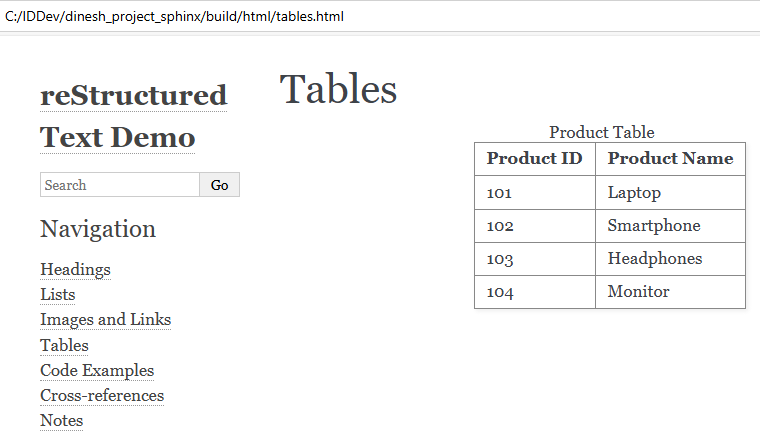 C:/IDDev/dinesh_project_sphinx/build/html/tables.html
reStructured
Text Demo
Search Go
Navigation
Headings
Lists
Images and Links
Tables
Code Examples
Cross-references
Notes
Tables
Product Table
Product ID Product Name
101 Laptop
102 Smartphone
103 Headphones
104 Monitor